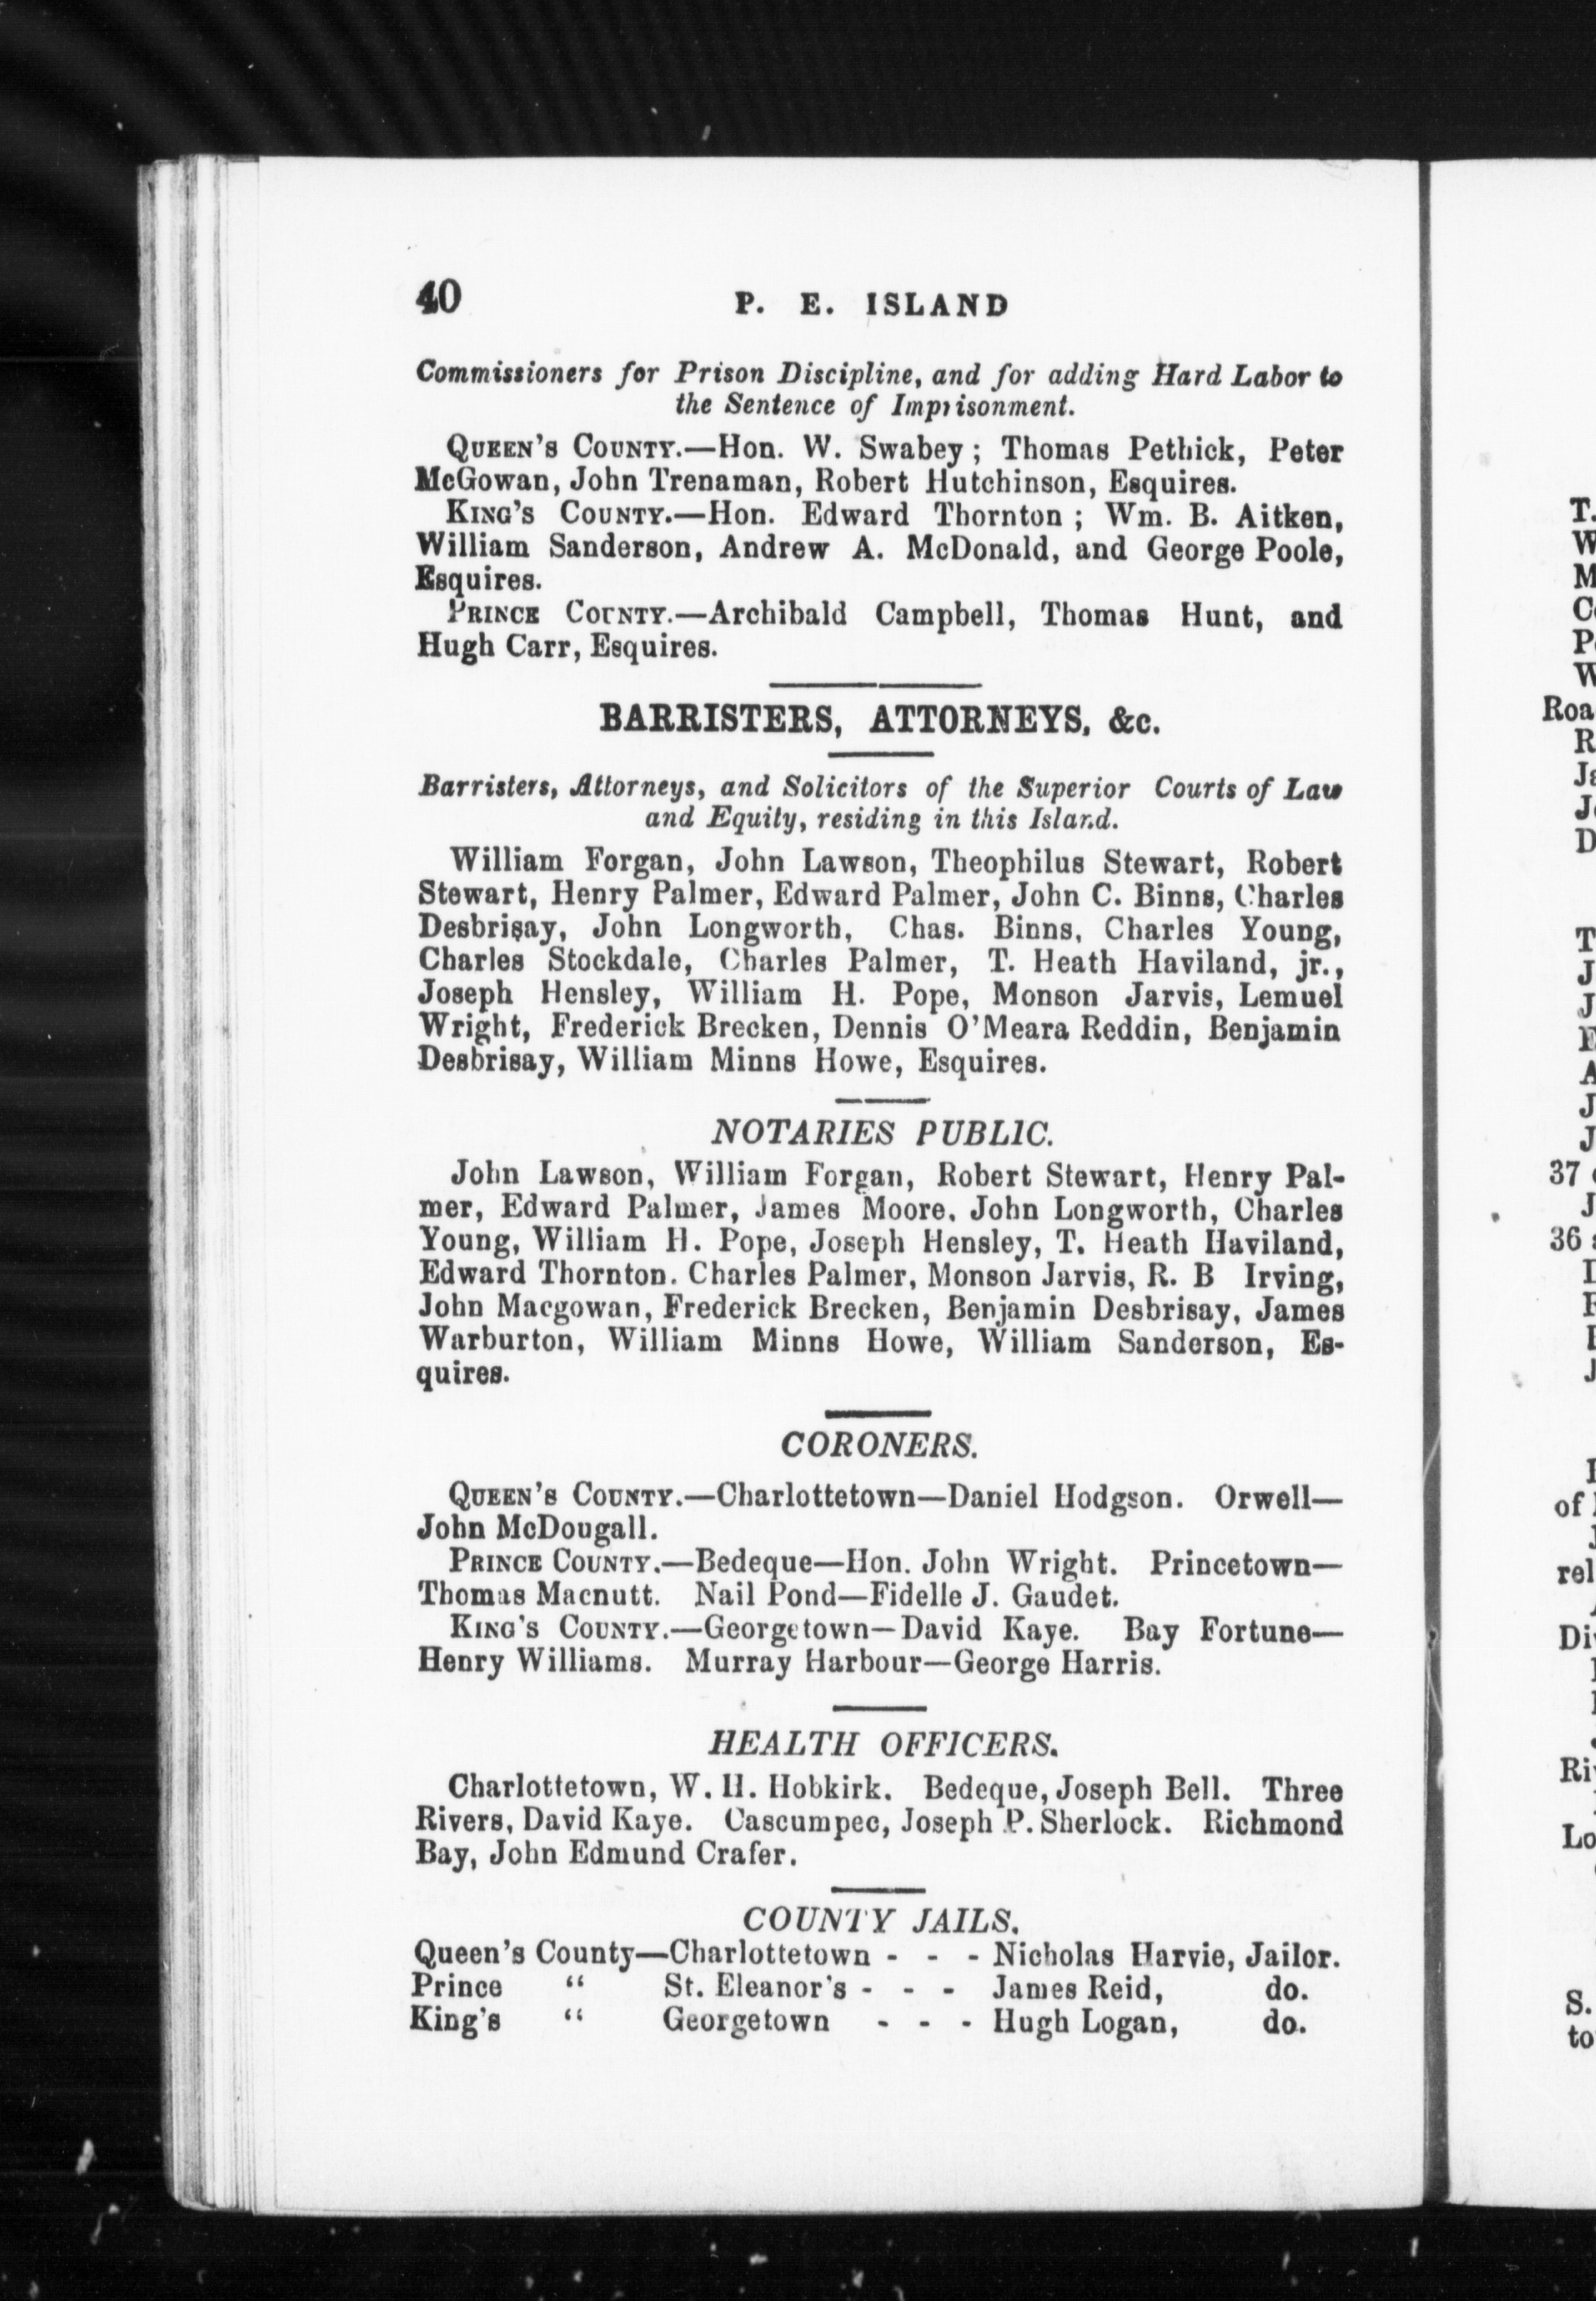 40 P. E. ISLAND
Commissioners for Prison Discipline, and for adding Hard Labor to
the Sentence of Imprisonment.
QUEEN'S COUNTY.—Hon. W. Swabey; Thomas Pethick, Peter
McGowan, John Trenaman, Robert Hutchinson, Esquires.
KING'S COUNTY.—Hon. Edward Thornton; Wm. B. Aitken,
William Sanderson, Andrew A. McDonald, and George Poole,
Esquires.
PRINCE COUNTY.—Archibald Campbell, Thomas Hunt, and
Hugh Carr, Esquires.
BARRISTERS, ATTORNEYS, &c.
Barristers, Attorneys, and Solicitors of the Superior Courts of Law
and Equity, residing in this Island.
William Forgan, John Lawson, Theophilus Stewart, Robert
Stewart, Henry Palmer, Edward Palmer, John C. Binns, Charles
Desbrisay, John Longworth, Chas. Binns, Charles Young,
Charles Stockdale, Charles Palmer, T. Heath Haviland, jr.,
Joseph Hensley, William H. Pope, Monson Jarvis, Lemuel
Wright, Frederick Brecken, Dennis O'Meara Reddin, Benjamin
Desbrisay, William Minns Howe, Esquires.
NOTARIES PUBLIC.
John Lawson, William Forgan, Robert Stewart, Henry Pal-
mer, Edward Palmer, James Moore, John Longworth, Charles
Young, William H. Pope, Joseph Hensley, T. Heath Haviland,
Edward Thornton. Charles Palmer, Monson Jarvis, R. B Irving,
John Macgowan, Frederick Brecken, Benjamin Desbrisay, James
Warburton, William Minns Howe, William Sanderson, Es-
quires.
CORONERS.
QUEEN'S COUNTY.—Charlottetown—Daniel Hodgson. Orwell—
John McDougall.
PRINCE COUNTY.—Bedeque—Hon. John Wright. Princetown—
Thomas Macnutt. Nail Pond—Fidelle J. Gaudet.
KING'S COUNTY.—Georgetown—David Kaye. Bay Fortune—
Henry Williams. Murray Harbour—George Harris.
HEALTH OFFICERS.
Charlottetown, W. H. Hobkirk. Bedeque, Joseph Bell. Three
Rivers, David Kaye. Cascumpec, Joseph P. Sherlock. Richmond
Bay, John Edmund Crafer.
COUNTY JAILS.
Queen's County—Charlottetown - - - Nicholas Harvie, Jailor.
Prince " St. Eleanor's - - - James Reid, do.
King's " Georgetown - - - Hugh Logan, do.